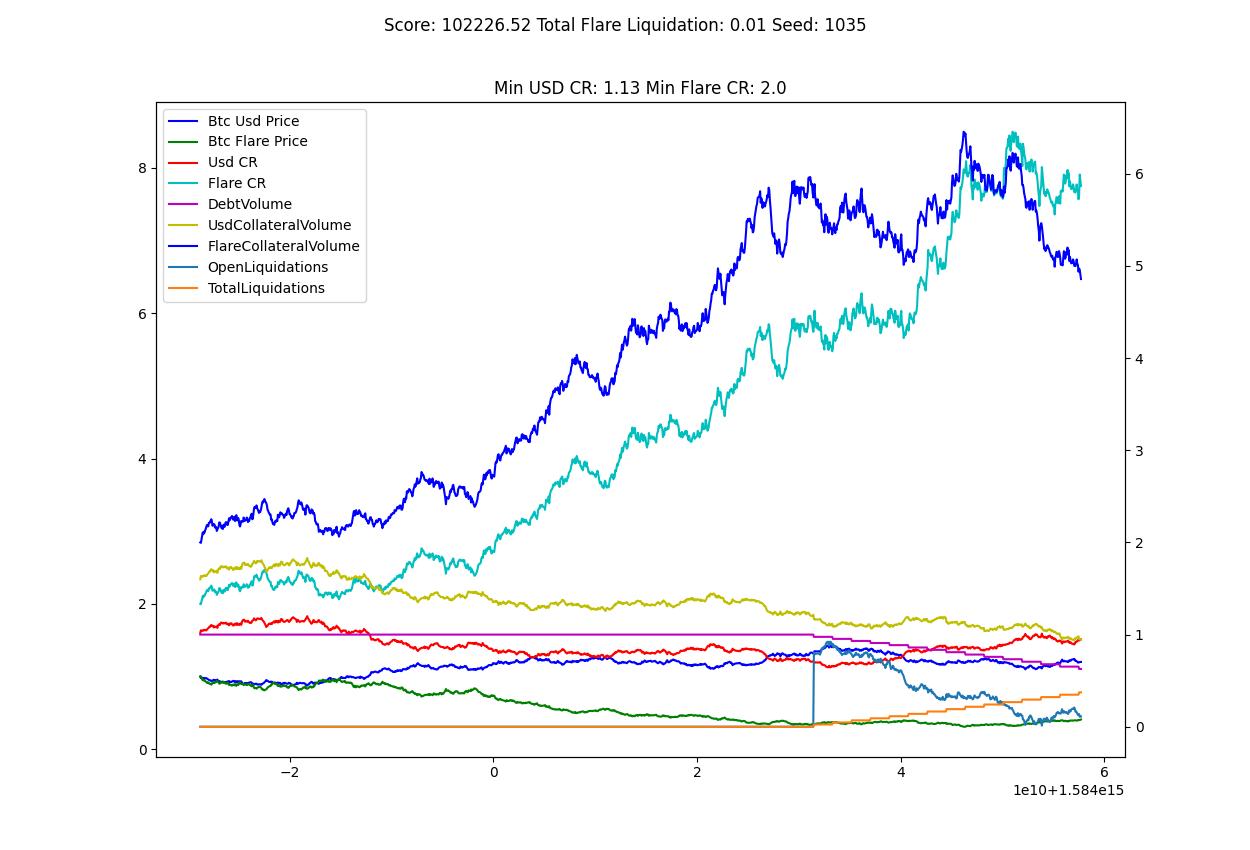 Score: 102226.52 Total Flare Liquidation: 0.01 Seed: 1035
Min USD CR: 1.13 Min Flare CR: 2.0
Btc Usd Price
Btc Flare Price
Usd CR
Flare CR
DebtVolume
UsdCollateralVolume
FlareCollateralVolume
OpenLiquidations
TotalLiquidations
8
6
4
2
0
6
5
4
3
2
1
0
−2
0
2
4
6
1e10+1.584e15